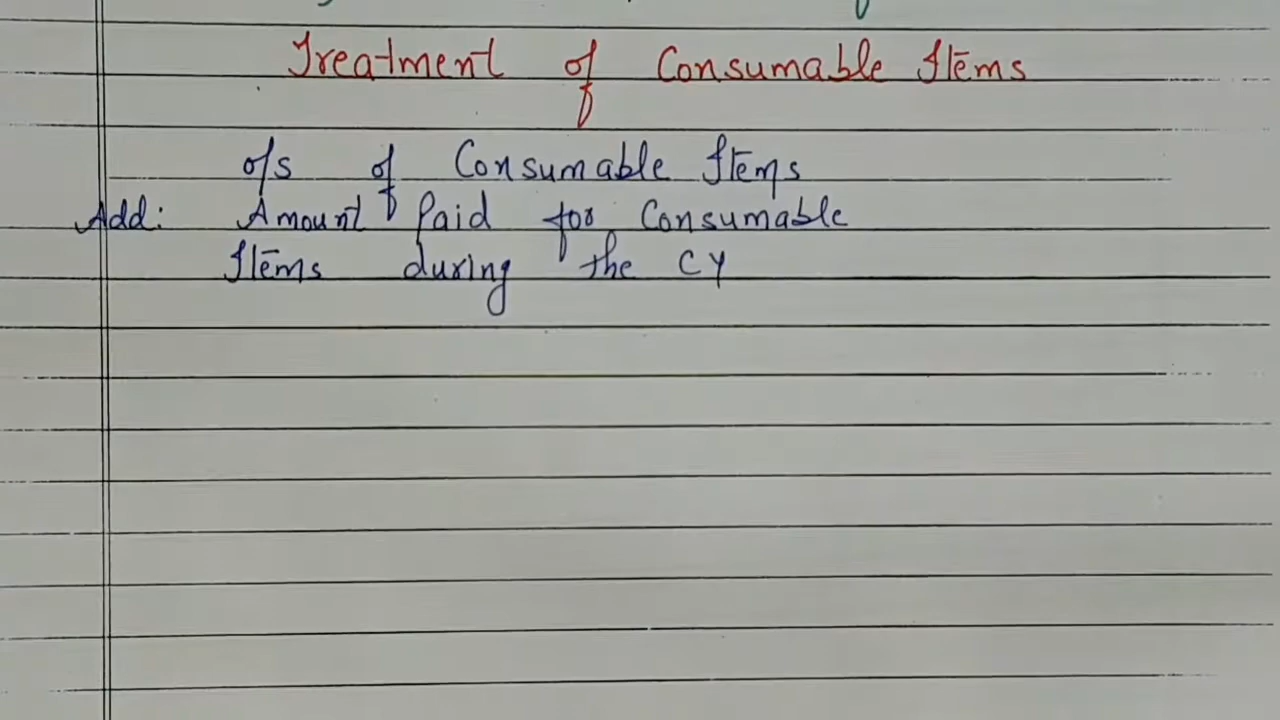 Treatment of Consumable Items
o/s of Consumable Items
Add: Amount Paid for Consumable
Items during the CY